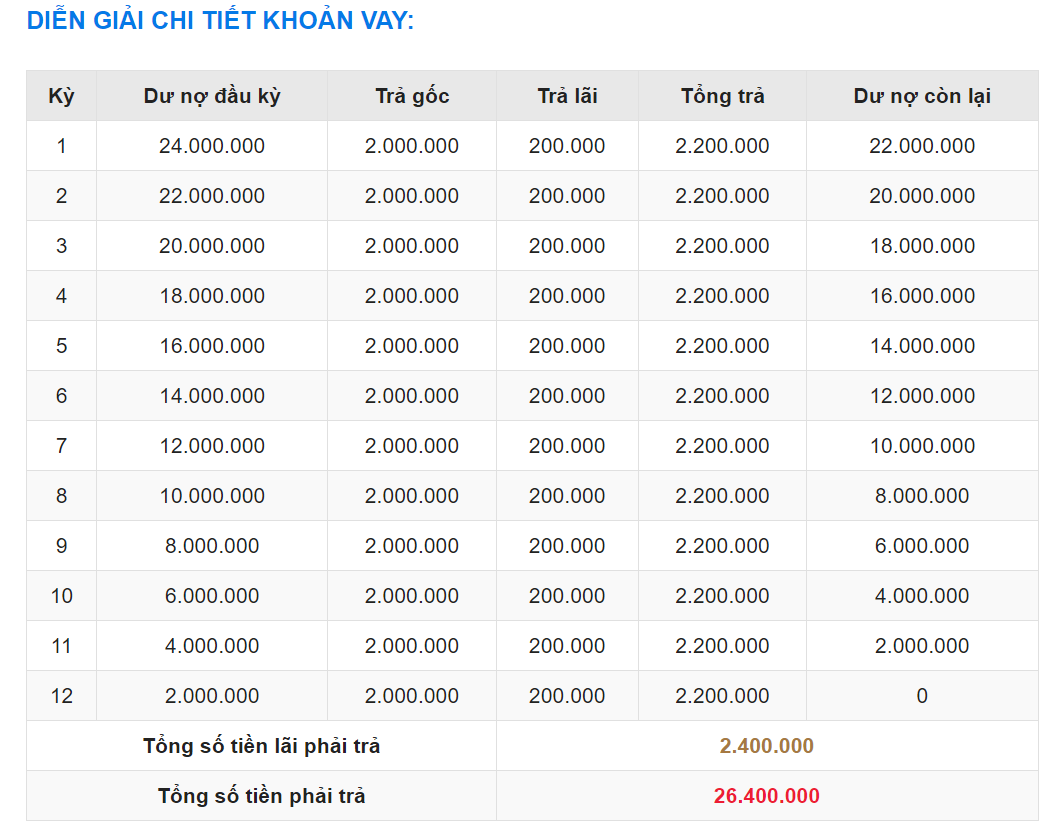 DIỄN GIẢI CHI TIẾT KHOẢN VAY:
Kỳ Dư nợ đầu kỳ Trả gốc Trả lãi Tổng trả Dư nợ còn lại
1 24.000.000 2.000.000 200.000 2.200.000 22.000.000
2 22.000.000 2.000.000 200.000 2.200.000 20.000.000
3 20.000.000 2.000.000 200.000 2.200.000 18.000.000
4 18.000.000 2.000.000 200.000 2.200.000 16.000.000
5 16.000.000 2.000.000 200.000 2.200.000 14.000.000
6 14.000.000 2.000.000 200.000 2.200.000 12.000.000
7 12.000.000 2.000.000 200.000 2.200.000 10.000.000
8 10.000.000 2.000.000 200.000 2.200.000 8.000.000
9 8.000.000 2.000.000 200.000 2.200.000 6.000.000
10 6.000.000 2.000.000 200.000 2.200.000 4.000.000
11 4.000.000 2.000.000 200.000 2.200.000 2.000.000
12 2.000.000 2.000.000 200.000 2.200.000 0
Tổng số tiền lãi phải trả 2.400.000
Tổng số tiền phải trả 26.400.000